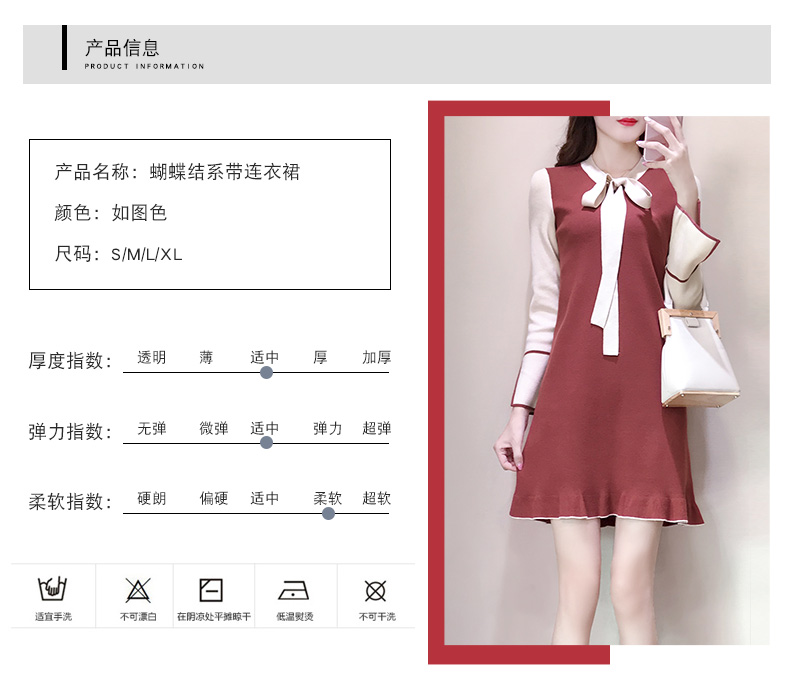 产品信息
PRODUCT INFORMATION
产品名称：蝴蝶结系带连衣裙
颜色：如图色
尺码：S/M/L/XL
厚度指数： 透明 薄 适中 厚 加厚
弹力指数： 无弹 微弹 适中 弹力 超弹
柔软指数： 硬朗 偏硬 适中 柔软 超软
适宜手洗 不可漂白 在阴凉处平摊晾干 低温熨烫 不可干洗